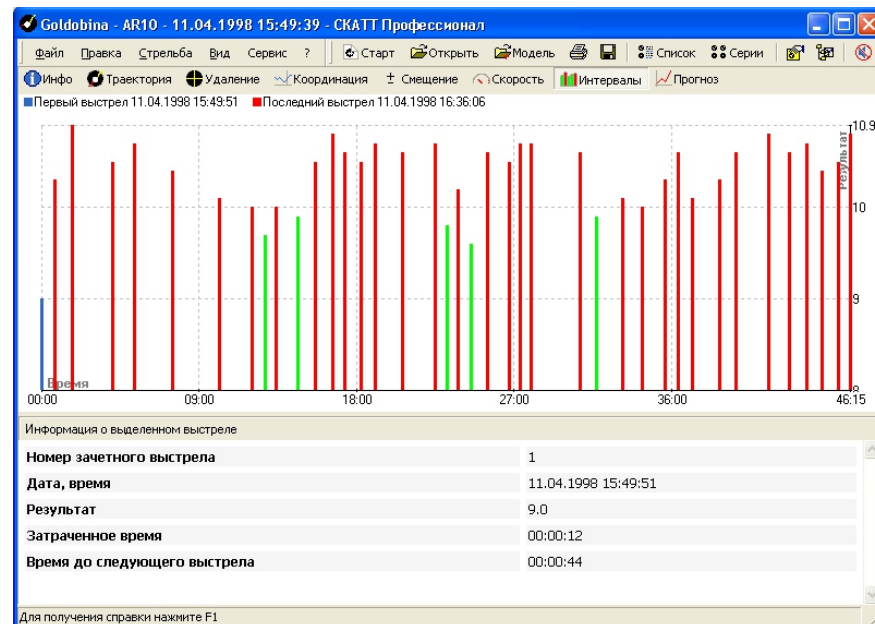 Goldobina - AR10 - 11.04.1998 15:49:39 - СКАТТ Профессионал
Файл Правка Стрельба Вид Сервис ? Старт Открыть Модель Список Серии
Инфо Траектория Удаление Координация ± Смещение Скорость Интервалы Прогноз
Первый выстрел 11.04.1998 15:49:51 Последний выстрел 11.04.1998 16:36:06
10.9
Результат
10
9
8
Время
00:00 09:00 18:00 27:00 36:00 46:15
Информация о выделенном выстреле
Номер зачетного выстрела 1
Дата, время 11.04.1998 15:49:51
Результат 9.0
Затраченное время 00:00:12
Время до следующего выстрела 00:00:44
Для получения справки нажмите F1